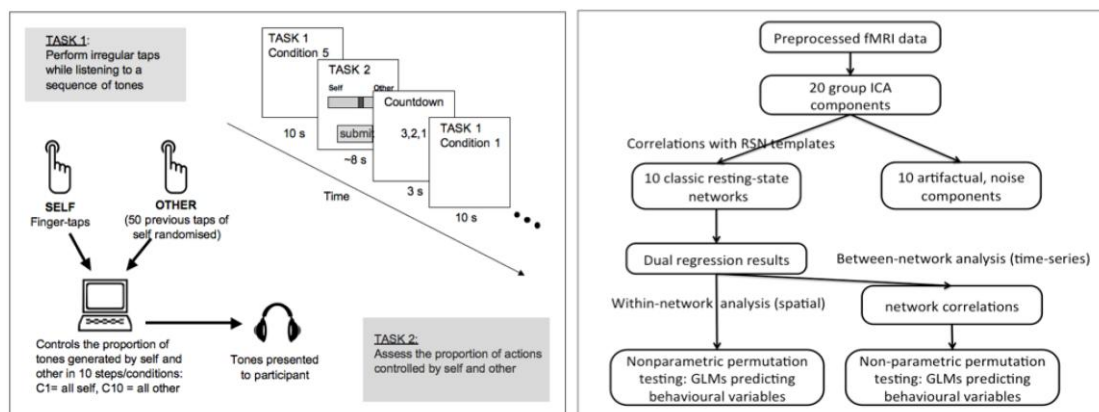 TASK 1:
Perform irregular taps
while listening to a
sequence of tones
TASK 1
Condition 5
10 s
TASK 2
Self Other
submit
~8 s
Countdown
3,2,1
3 s
TASK 1
Condition 1
10 s
Time
SELF
Finger-taps
OTHER
(50 previous taps of
self randomised)
Controls the proportion of
tones generated by self and
other in 10 steps/conditions:
C1= all self, C10 = all other
Tones presented
to participant
TASK 2:
Assess the proportion of actions
controlled by self and other
Preprocessed fMRI data
20 group ICA
components
Correlations with RSN templates
10 classic resting-state
networks
10 artifactual, noise
components
Dual regression results
Between-network analysis (time-series)
Within-network analysis (spatial)
network correlations
Nonparametric permutation
testing: GLMs predicting
behavioural variables
Non-parametric permutation
testing: GLMs predicting
behavioural variables